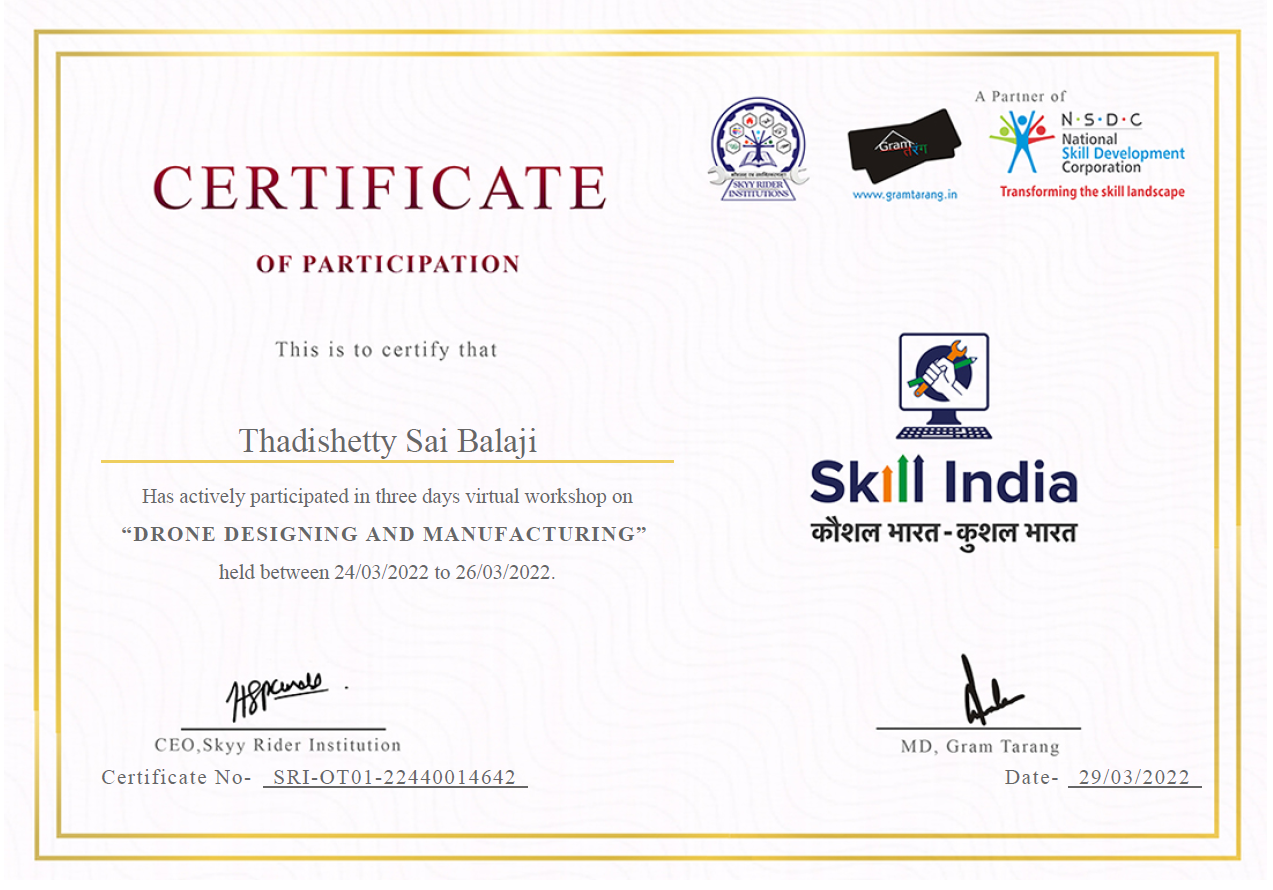 A Partner of
N·S·D·C
National
Skill Development
Corporation
Transforming the skill landscape
Gram
तरंग
www.gramtarang.in
SKYY RIDER
INSTITUTIONS
CERTIFICATE
OF PARTICIPATION
This is to certify that
Thadishetty Sai Balaji
Has actively participated in three days virtual workshop on
“DRONE DESIGNING AND MANUFACTURING”
held between 24/03/2022 to 26/03/2022.
Skill India
कौशल भारत - कुशल भारत
CEO,Skyy Rider Institution
MD, Gram Tarang
Certificate No- SRI-OT01-22440014642
Date- 29/03/2022